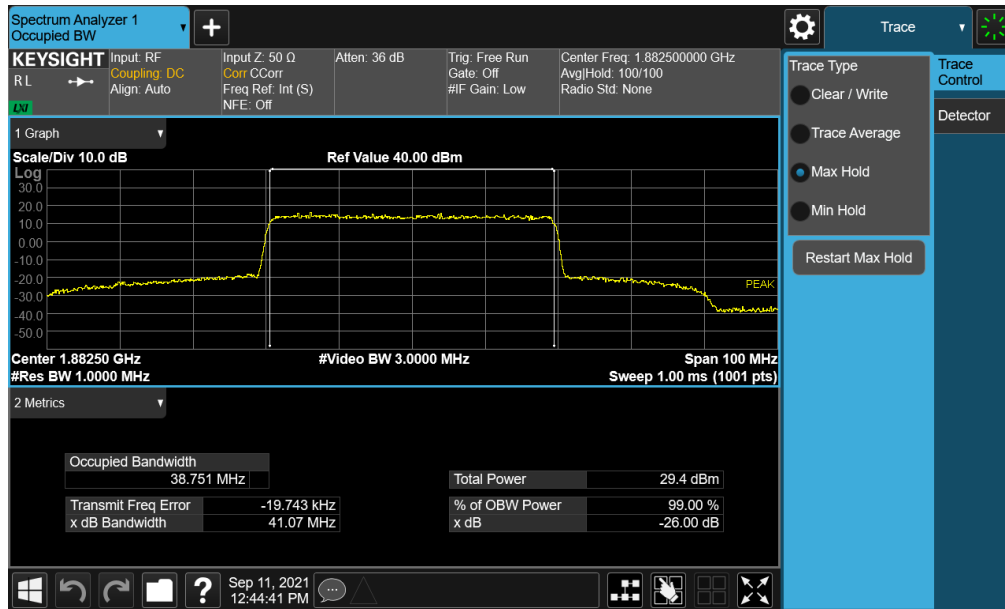 Spectrum Analyzer 1
Occupied BW
+
Trace
KEYSIGHT
R L
LXI
Input: RF
Coupling: DC
Align: Auto
Input Z: 50 Ω
Corr CCorr
Freq Ref: Int (S)
NFE: Off
Atten: 36 dB
Trig: Free Run
Gate: Off
#IF Gain: Low
Center Freq: 1.882500000 GHz
Avg|Hold: 100/100
Radio Std: None
1 Graph
Scale/Div 10.0 dB
Ref Value 40.00 dBm
Log
30.0
20.0
10.0
0.00
-10.0
-20.0
-30.0
-40.0
-50.0
PEAK
Center 1.88250 GHz
#Video BW 3.0000 MHz
Span 100 MHz
#Res BW 1.0000 MHz
Sweep 1.00 ms (1001 pts)
2 Metrics
Occupied Bandwidth
38.751 MHz
Total Power 29.4 dBm
Transmit Freq Error -19.743 kHz
% of OBW Power 99.00 %
x dB Bandwidth 41.07 MHz
x dB -26.00 dB
Trace Type
Clear / Write
Trace Average
Max Hold
Min Hold
Restart Max Hold
Trace
Control
Detector
?
Sep 11, 2021
12:44:41 PM